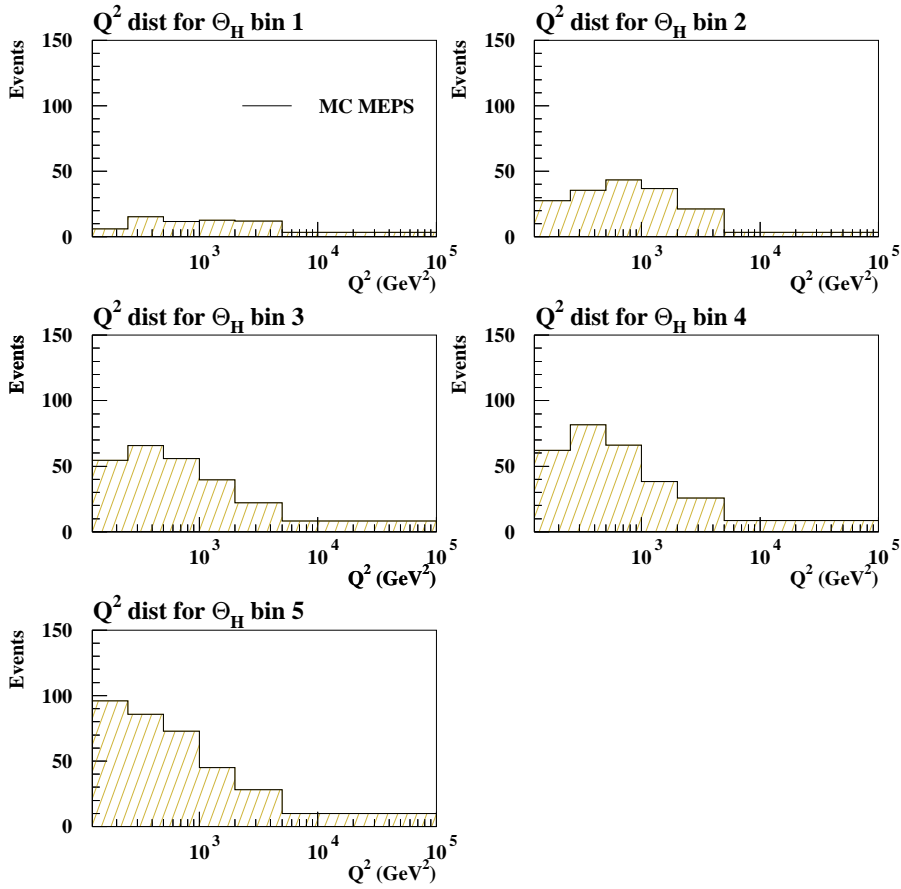 Q² dist for Θ_H bin 1
Events
150
100
50
0
MC MEPS
10³ 10⁴ 10⁵
Q² (GeV²)
Q² dist for Θ_H bin 2
Events
150
100
50
0
10³ 10⁴ 10⁵
Q² (GeV²)
Q² dist for Θ_H bin 3
Events
150
100
50
0
10³ 10⁴ 10⁵
Q² (GeV²)
Q² dist for Θ_H bin 4
Events
150
100
50
0
10³ 10⁴ 10⁵
Q² (GeV²)
Q² dist for Θ_H bin 5
Events
150
100
50
0
10³ 10⁴ 10⁵
Q² (GeV²)